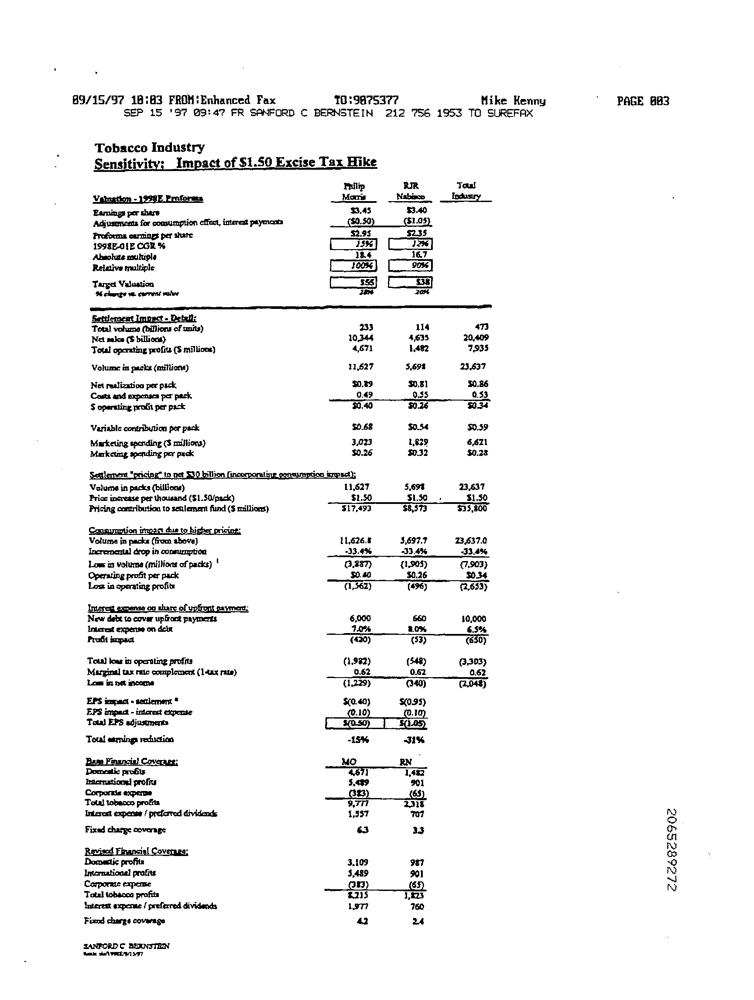 09/15/97 10:03 FROM:Enhanced Fax TO:9875377 Mike Kenny PAGE 003
SEP 15 '97 09:47 FR SANFORD C BERNSTEIN 212 756 1953 TO SUREFAX
Tobacco Industry
Sensitivity: Impact of $1.50 Excise Tax Hike
Philip RJR Total
Valuation - 1998E Proforma Morris Nabisco Industry
Earnings per share $3.45 $3.40
Adjustments for consumption effect, interest payments ($0.50) ($1.05)
Proforma earnings per share $2.95 $2.35
1998E-01E CGR % 15% 12%
Absolute multiple 18.4 16.7
Relative multiple 100% 90%
Target Valuation $55 $38
% change vs. current value 28% 20%
Settlement Impact - Detail:
Total volume (billions of units) 233 114 473
Net sales ($ billions) 10,344 4,635 20,409
Total operating profits ($ millions) 4,671 1,482 7,935
Volume in packs (millions) 11,627 5,698 23,637
Net realization per pack $0.89 $0.81 $0.86
Costs and expenses per pack 0.49 0.55 0.53
$ operating profit per pack $0.40 $0.26 $0.34
Variable contribution per pack $0.68 $0.54 $0.59
Marketing spending ($ millions) 3,023 1,829 6,621
Marketing spending per pack $0.26 $0.32 $0.28
Settlement "pricing" to net $30 billion (incorporating consumption impact):
Volume in packs (billions) 11,627 5,698 23,637
Price increase per thousand ($1.50/pack) $1.50 $1.50 $1.50
Pricing contribution to settlement fund ($ millions) $17,493 $8,573 $35,800
Consumption impact due to higher pricing:
Volume in packs (from above) 11,626.8 5,697.7 23,637.0
Incremental drop in consumption -33.4% -33.4% -33.4%
Loss in volume (millions of packs) 1 (3,887) (1,905) (7,903)
Operating profit per pack $0.40 $0.26 $0.34
Loss in operating profits (1,562) (496) (2,653)
Interest expense on share of upfront payment:
New debt to cover upfront payments 6,000 660 10,000
Interest expense on debt 7.0% 8.0% 6.5%
Profit impact (420) (53) (650)
Total loss in operating profits (1,982) (548) (3,303)
Marginal tax rate complement (1-tax rate) 0.62 0.62 0.62
Loss in net income (1,229) (340) (2,048)
EPS impact - settlement * $(0.40) $(0.95)
EPS impact - interest expense (0.10) (0.10)
Total EPS adjustments $(0.50) $(1.05)
Total earnings reduction -15% -31%
Base Financial Coverage: MO RN
Domestic profits 4,671 1,482
International profits 5,489 901
Corporate expense (383) (65)
Total tobacco profits 9,777 2,318
Interest expense / preferred dividends 1,557 707
Fixed charge coverage 6.3 3.3
Revised Financial Coverage:
Domestic profits 3,109 987
International profits 5,489 901
Corporate expense (383) (65)
Total tobacco profits 8,215 1,823
Interest expense / preferred dividends 1,977 760
Fixed charge coverage 4.2 2.4
SANFORD C BERNSTEIN
2065289272